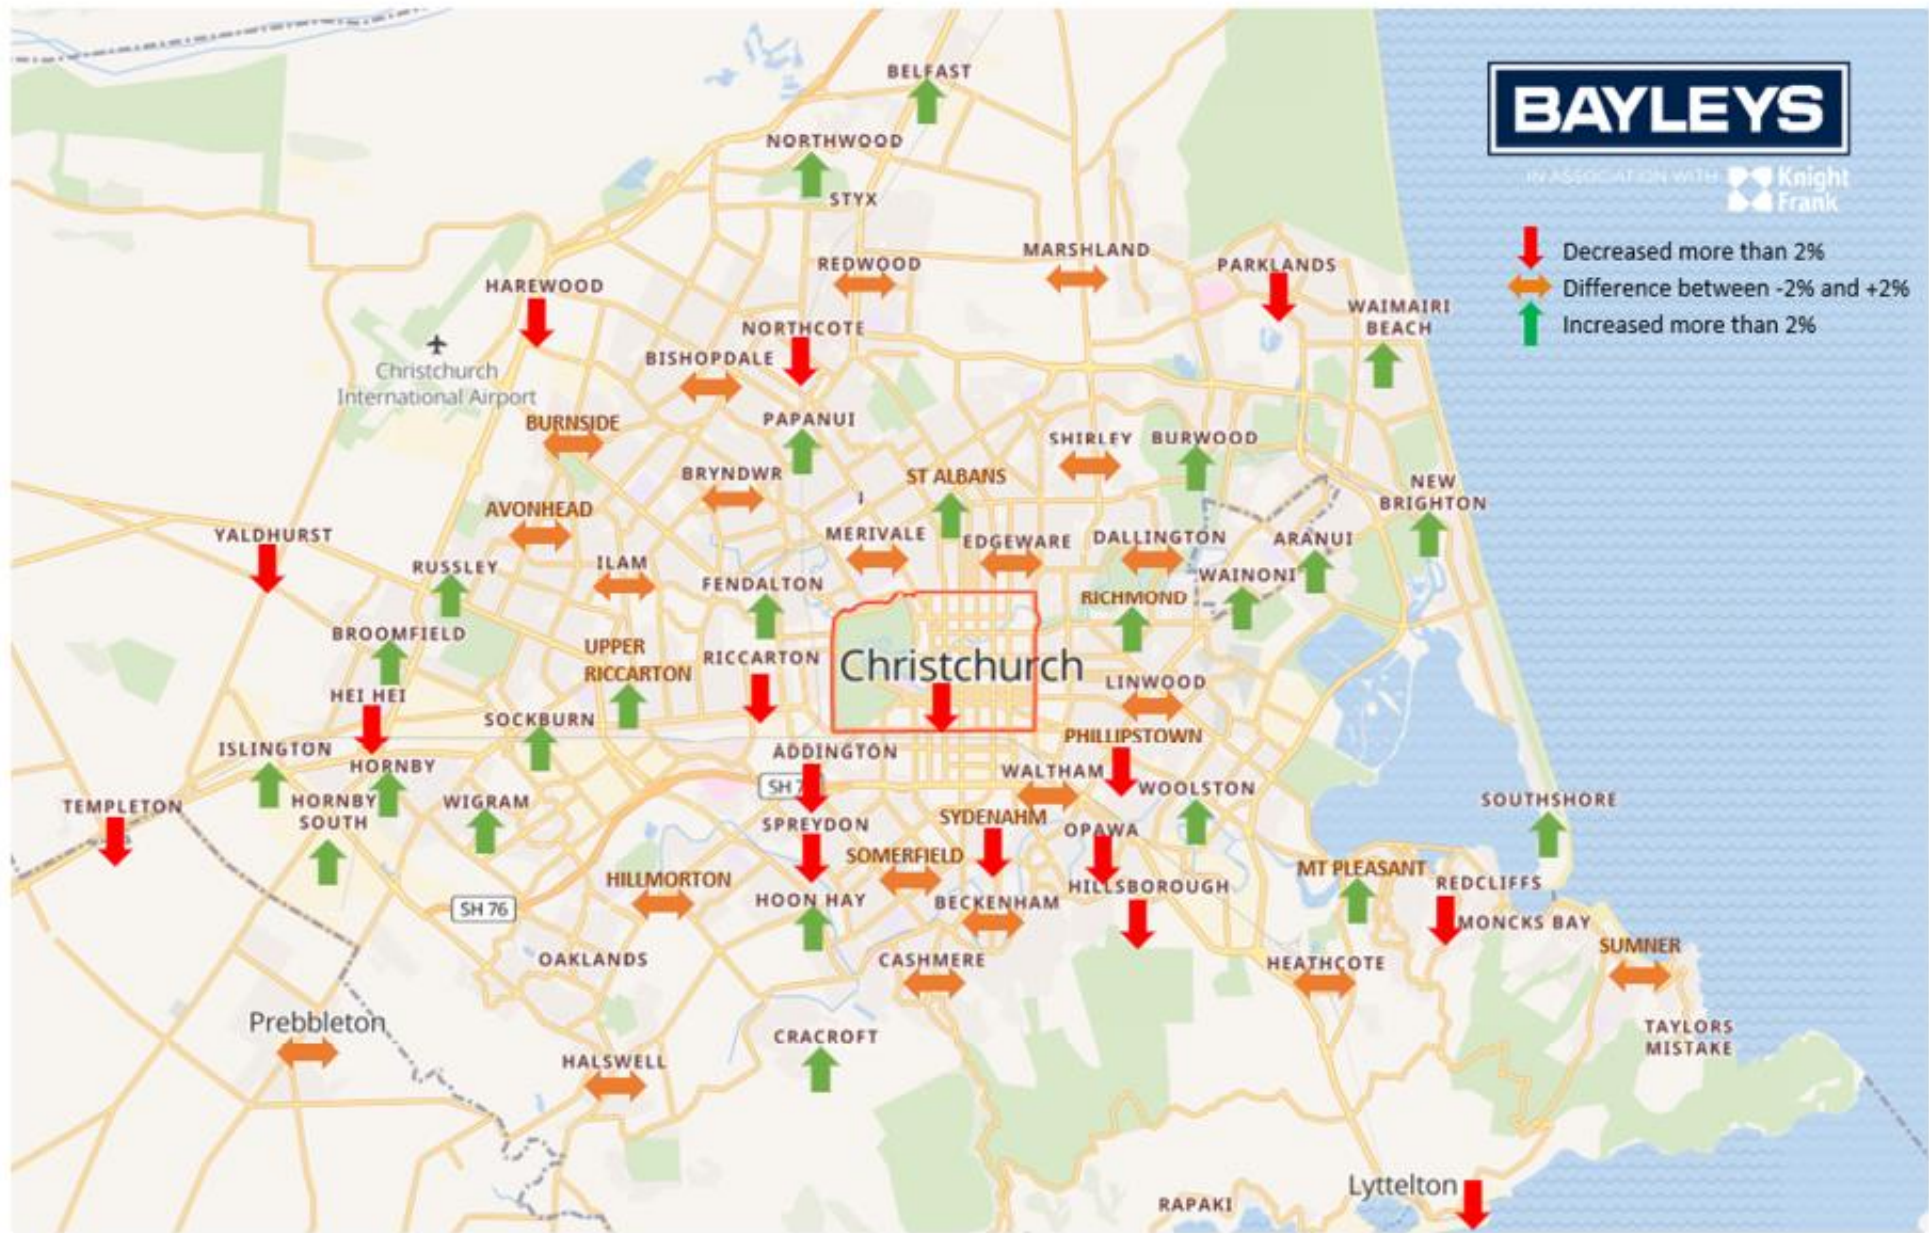 BELFAST
BAYLEYS
NORTHWOOD
IN ASSOCIATION WITH Knight Frank
STYX
Decreased more than 2%
Difference between -2% and +2%
Increased more than 2%
MARSHLAND
REDWOOD
PARKLANDS
HAREWOOD
WAIMAIRI
BEACH
NORTHCOTE
BISHOPDALE
Christchurch
International Airport
BURNSIDE
PAPANUI
SHIRLEY
BURWOOD
BRYNDWR
ST ALBANS
NEW
BRIGHTON
AVONHEAD
YALDHURST
MERIVALE
EDGEWARE
DALLINGTON
ARANUI
RUSSLEY
ILAM
FENDALTON
WAINONI
RICHMOND
BROOMFIELD
UPPER
RICCARTON
RICCARTON
Christchurch
LINWOOD
HEI HEI
SOCKBURN
PHILLIPSTOWN
ISLINGTON
ADDINGTON
HORNBY
WALTHAM
SH 7
WOOLSTON
TEMPLETON
HORNBY
SOUTH
WIGRAM
SOUTHSHORE
SPREYDON
SYDENAHM
OPAWA
SOMERFIELD
MT PLEASANT
HILLMORTON
REDCLIFFS
HILLSBOROUGH
HOON HAY
BECKENHAM
SH 76
MONCKS BAY
SUMNER
OAKLANDS
CASHMERE
HEATHCOTE
Prebbleton
CRACROFT
TAYLORS
MISTAKE
HALSWELL
Lyttelton
RAPAKI